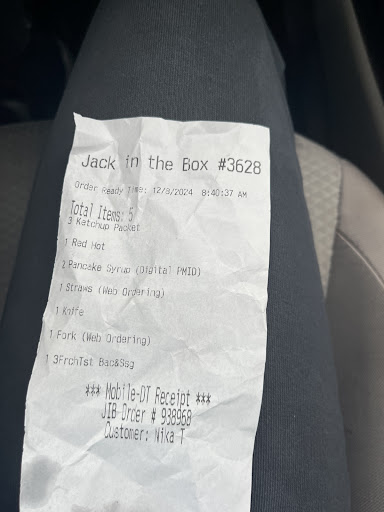 Jack in the Box #3628
Order Ready Time: 12/9/2024 8:40:37 AM
Total Items: 5
3 Ketchup Packet
1 Red Hot
2 Pancake Syrup (Digital PMID)
1 Straws (Web Ordering)
1 Knife
1 Fork (Web Ordering)
1 3FrchTst Bac&Ssg
*** Mobile-DT Receipt ***
JIB Order # 938968
Customer: Nika T